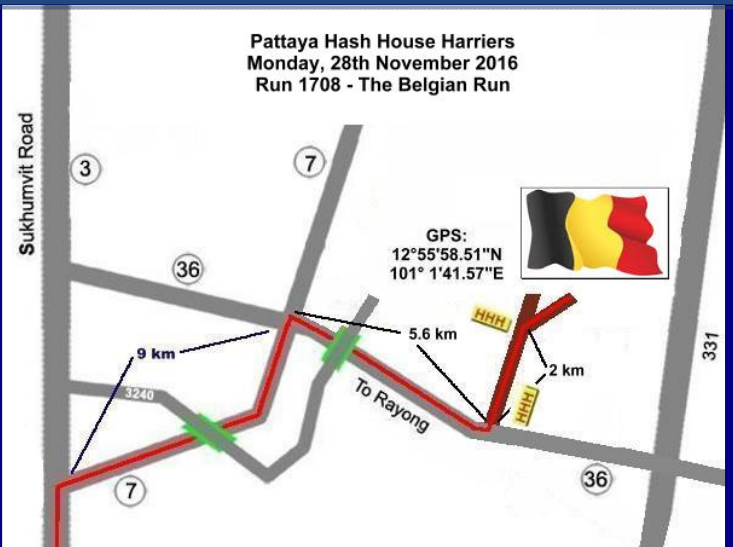 Pattaya Hash House Harriers
Monday, 28th November 2016
Run 1708 - The Belgian Run
Sukhumvit Road
3
7
36
GPS:
12°55'58.51"N
101° 1'41.57"E
HHH
5.6 km
9 km
331
2 km
3240
To Rayong
HHH
36
7